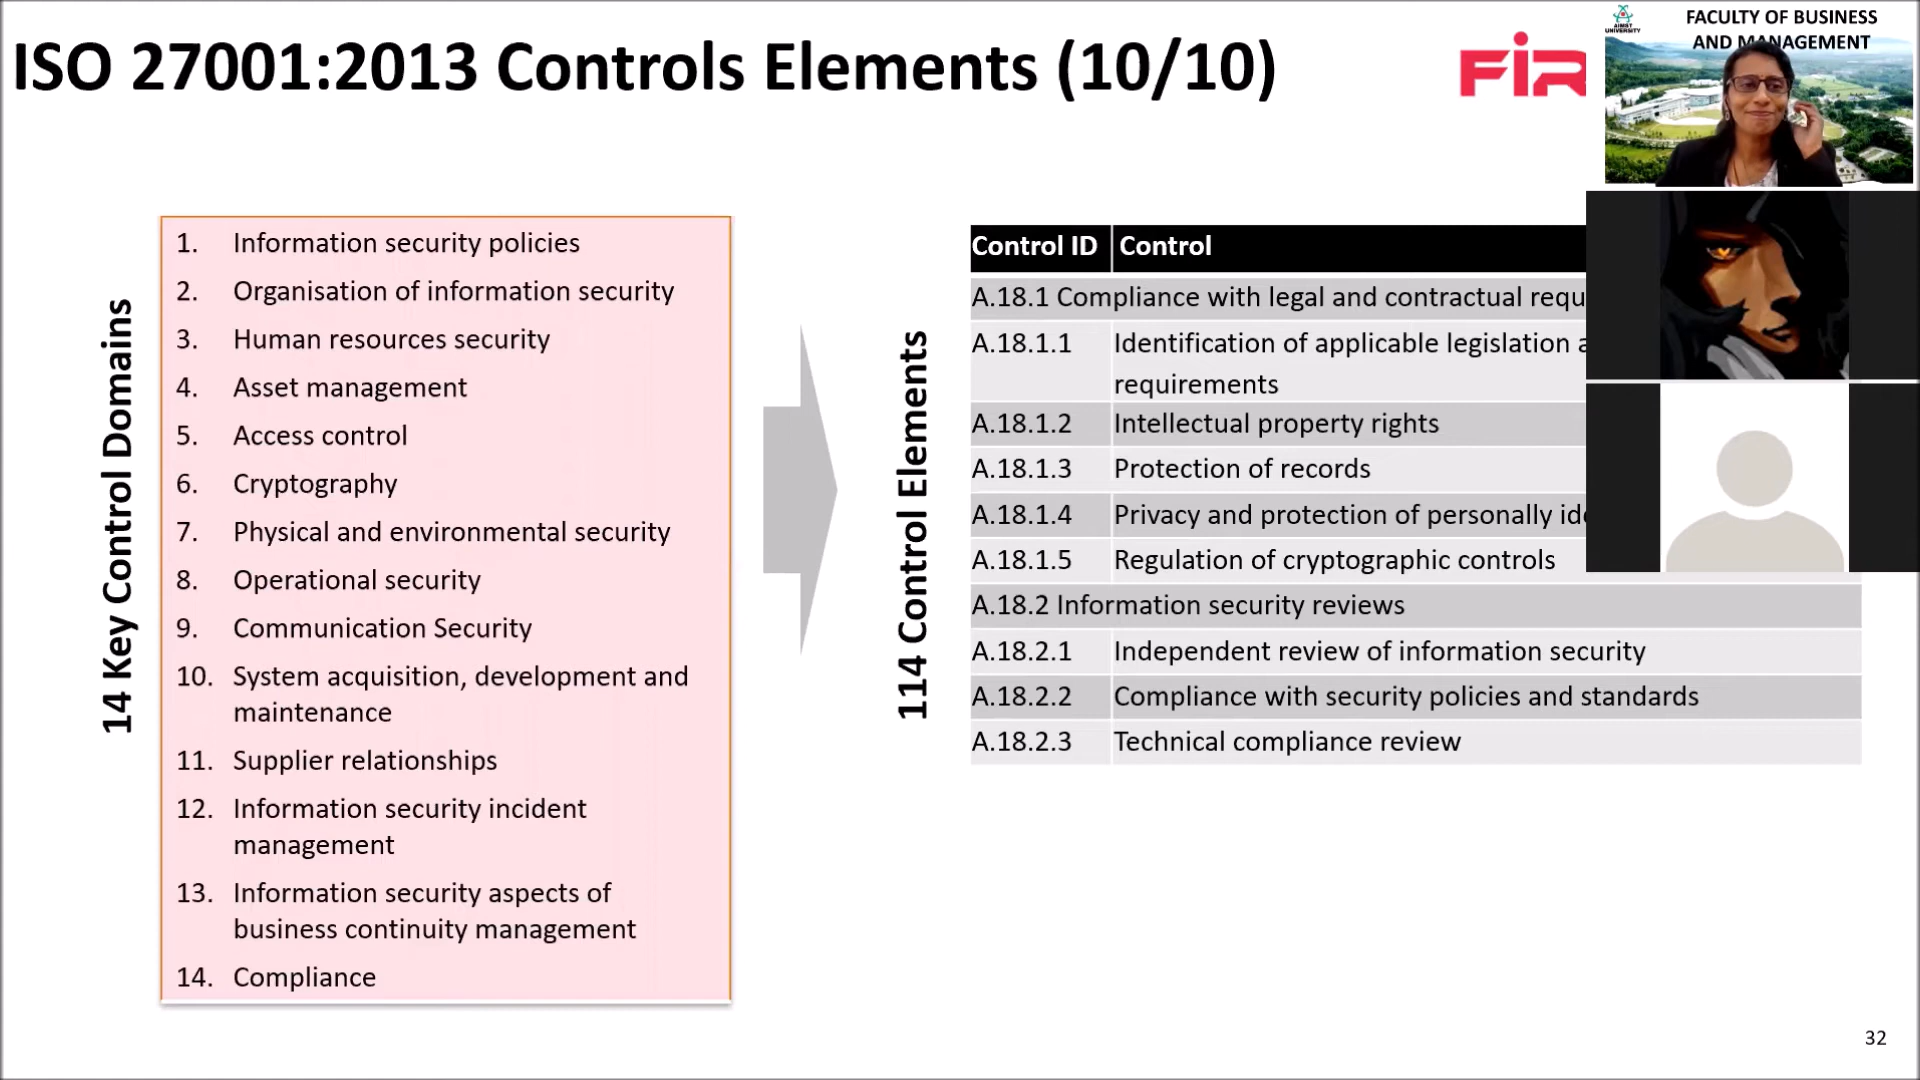 ISO 27001:2013 Controls Elements (10/10)
FiR
AIMST
UNIVERSITY
FACULTY OF BUSINESS
AND MANAGEMENT
14 Key Control Domains
1. Information security policies
2. Organisation of information security
3. Human resources security
4. Asset management
5. Access control
6. Cryptography
7. Physical and environmental security
8. Operational security
9. Communication Security
10. System acquisition, development and
maintenance
11. Supplier relationships
12. Information security incident
management
13. Information security aspects of
business continuity management
14. Compliance
114 Control Elements
Control ID Control
A.18.1 Compliance with legal and contractual
A.18.1.1 Identification of applicable legislation
requirements
A.18.1.2 Intellectual property rights
A.18.1.3 Protection of records
A.18.1.4 Privacy and protection of personally
A.18.1.5 Regulation of cryptographic controls
A.18.2 Information security reviews
A.18.2.1 Independent review of information security
A.18.2.2 Compliance with security policies and standards
A.18.2.3 Technical compliance review
32